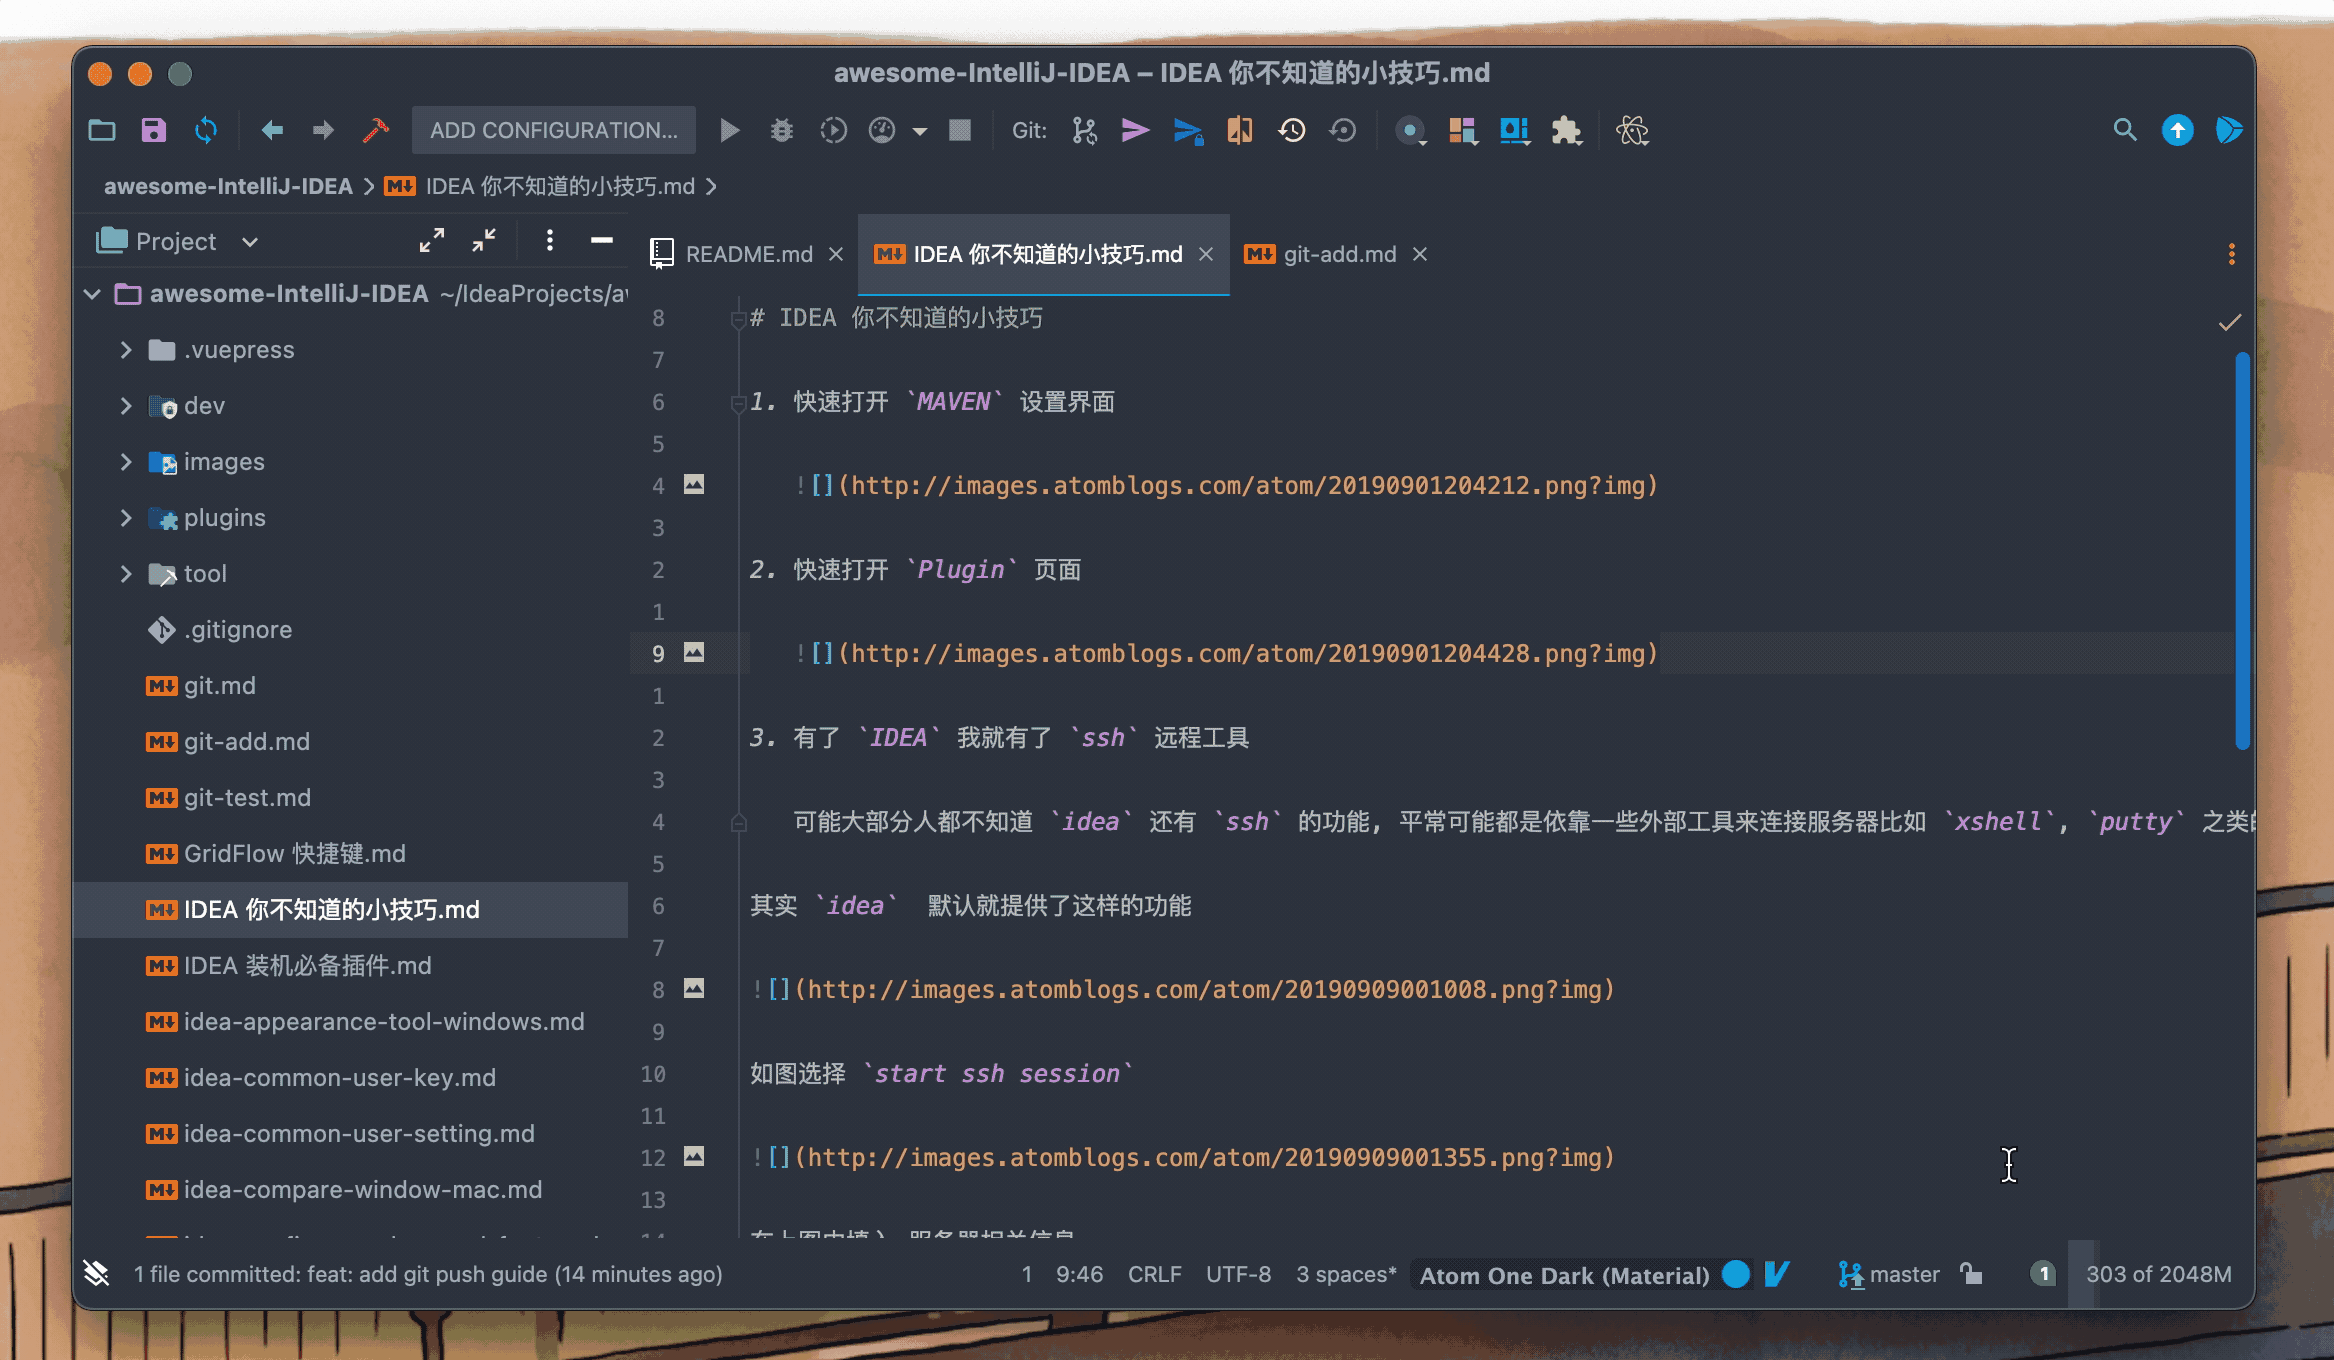 awesome-IntelliJ-IDEA – IDEA 你不知道的小技巧.md
ADD CONFIGURATION...
Git:
awesome-IntelliJ-IDEA
IDEA 你不知道的小技巧.md
Project
awesome-IntelliJ-IDEA ~/IdeaProjects/
.vuepress
dev
images
plugins
tool
.gitignore
git.md
git-add.md
git-test.md
GridFlow 快捷键.md
IDEA 你不知道的小技巧.md
IDEA 装机必备插件.md
idea-appearance-tool-windows.md
idea-common-user-key.md
idea-common-user-setting.md
idea-compare-window-mac.md
README.md
IDEA 你不知道的小技巧.md
git-add.md
8 # IDEA 你不知道的小技巧
7
6 1. 快速打开 `MAVEN` 设置界面
5
4 ![](http://images.atomblogs.com/atom/20190901204212.png?img)
3
2 2. 快速打开 `Plugin` 页面
1
9 ![](http://images.atomblogs.com/atom/20190901204428.png?img)
1
2 3. 有了 `IDEA` 我就有了 `ssh` 远程工具
3
4 可能大部分人都不知道 `idea` 还有 `ssh` 的功能, 平常可能都是依靠一些外部工具来连接服务器比如 `xshell`, `putty` 之类
5
6 其实 `idea`  默认就提供了这样的功能
7
8 ![](http://images.atomblogs.com/atom/20190909001008.png?img)
9
10 如图选择 `start ssh session`
11
12 ![](http://images.atomblogs.com/atom/20190909001355.png?img)
13
1 file committed: feat: add git push guide (14 minutes ago)
1 9:46 CRLF UTF-8 3 spaces* Atom One Dark (Material) master 1 303 of 2048M